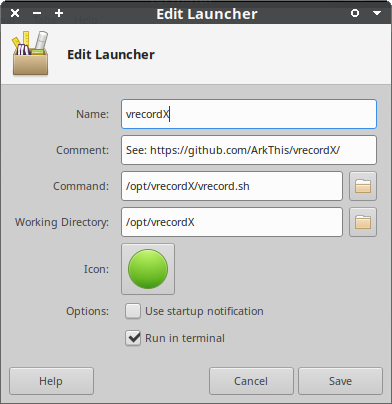 Edit Launcher
Edit Launcher
Name: vrecordX
Comment: See: https://github.com/ArkThis/vrecordX/
Command: /opt/vrecordX/vrecord.sh
Working Directory: /opt/vrecordX
Icon:
Options: Use startup notification
Run in terminal
Help Cancel Save